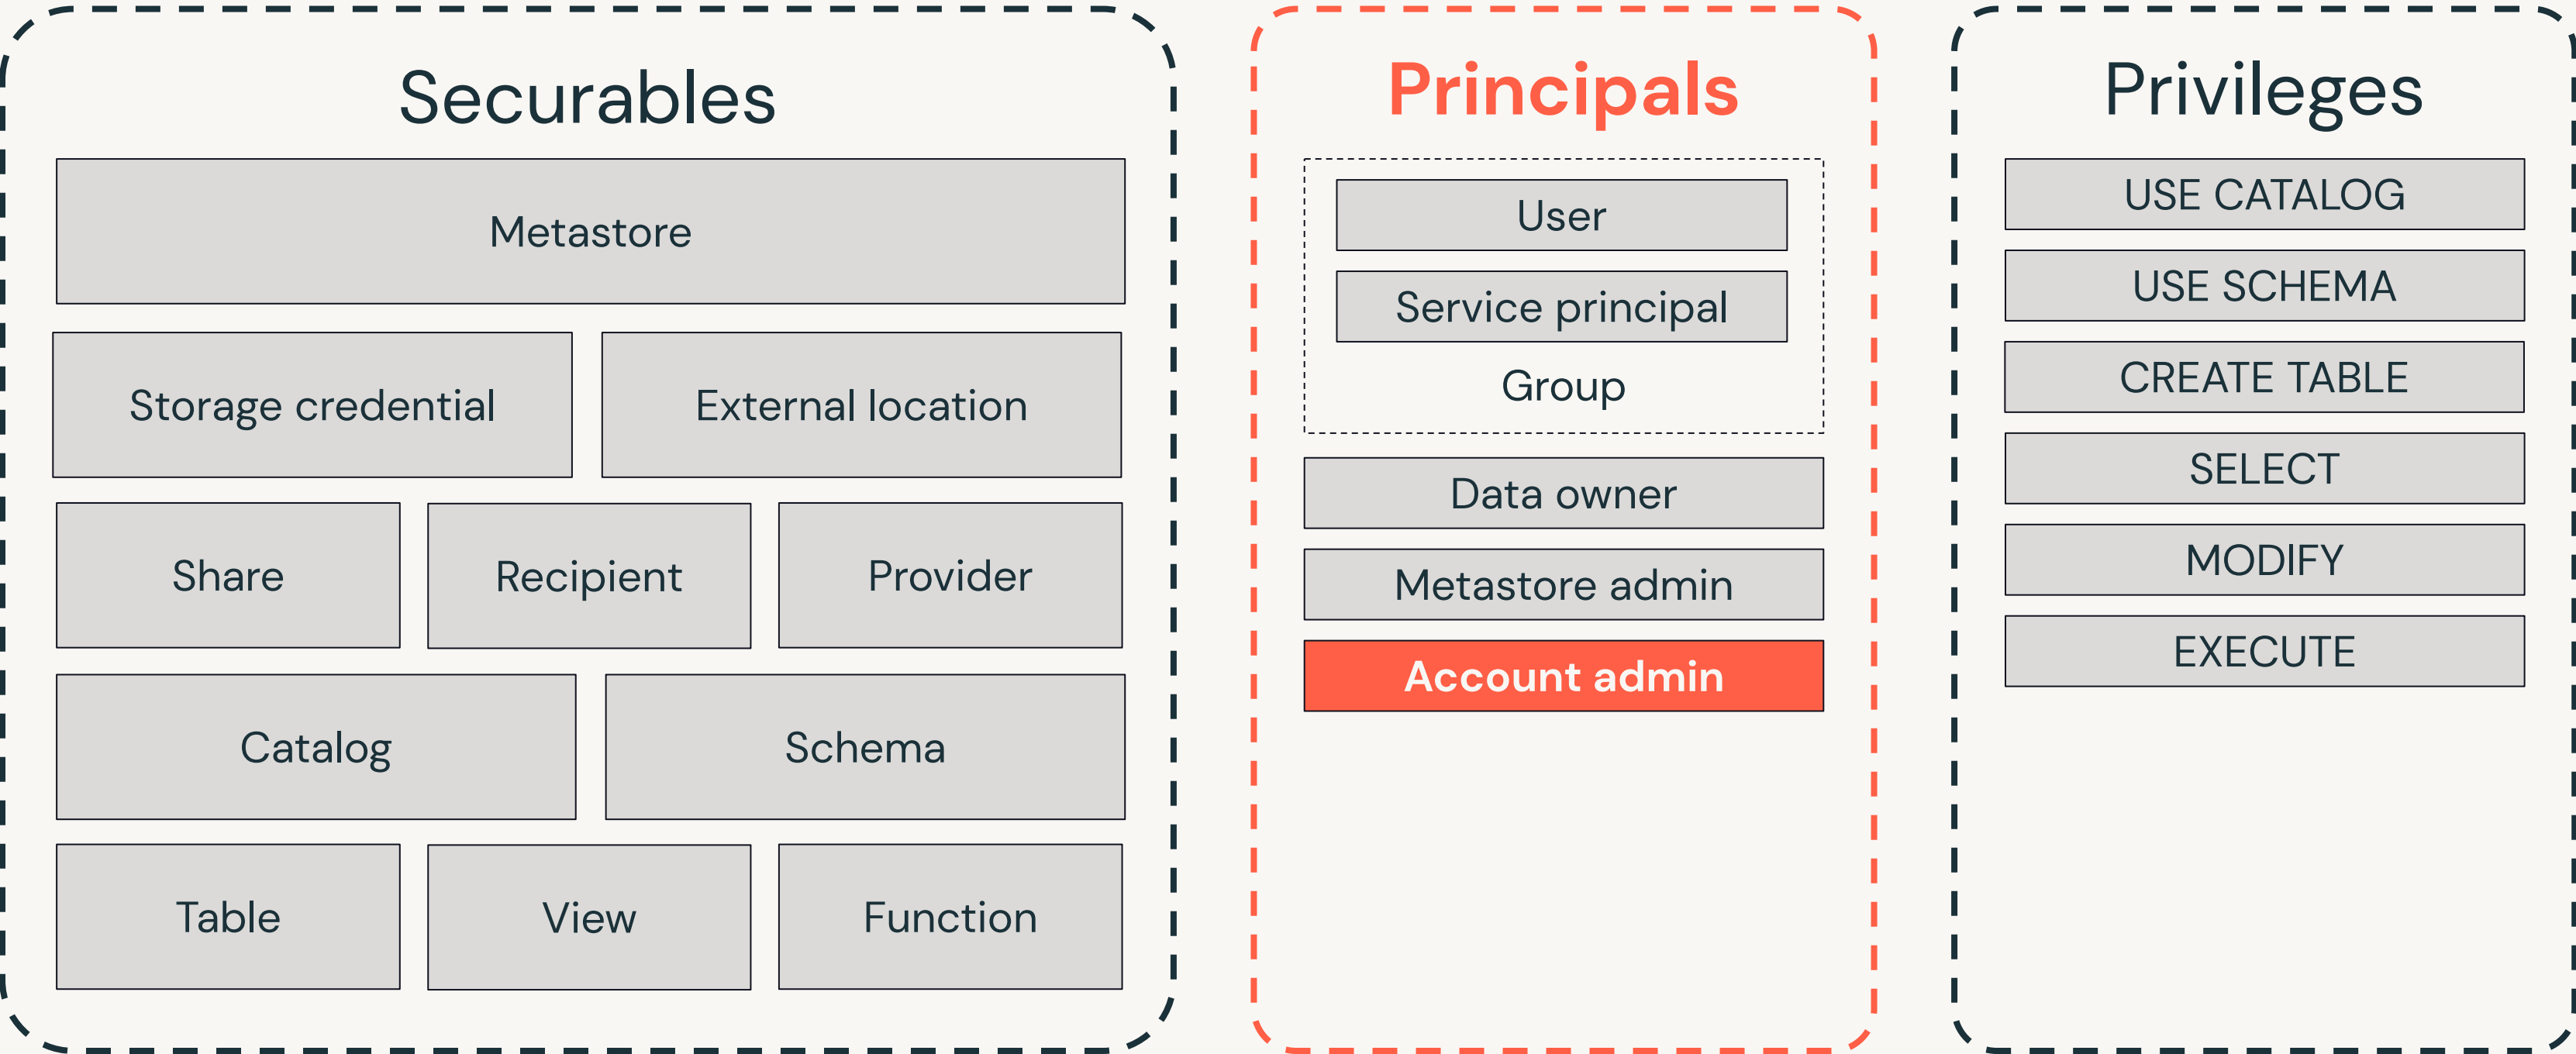 Securables
Metastore
Storage credential
External location
Share
Recipient
Provider
Catalog
Schema
Table
View
Function
Principals
User
Service principal
Group
Data owner
Metastore admin
Account admin
Privileges
USE CATALOG
USE SCHEMA
CREATE TABLE
SELECT
MODIFY
EXECUTE